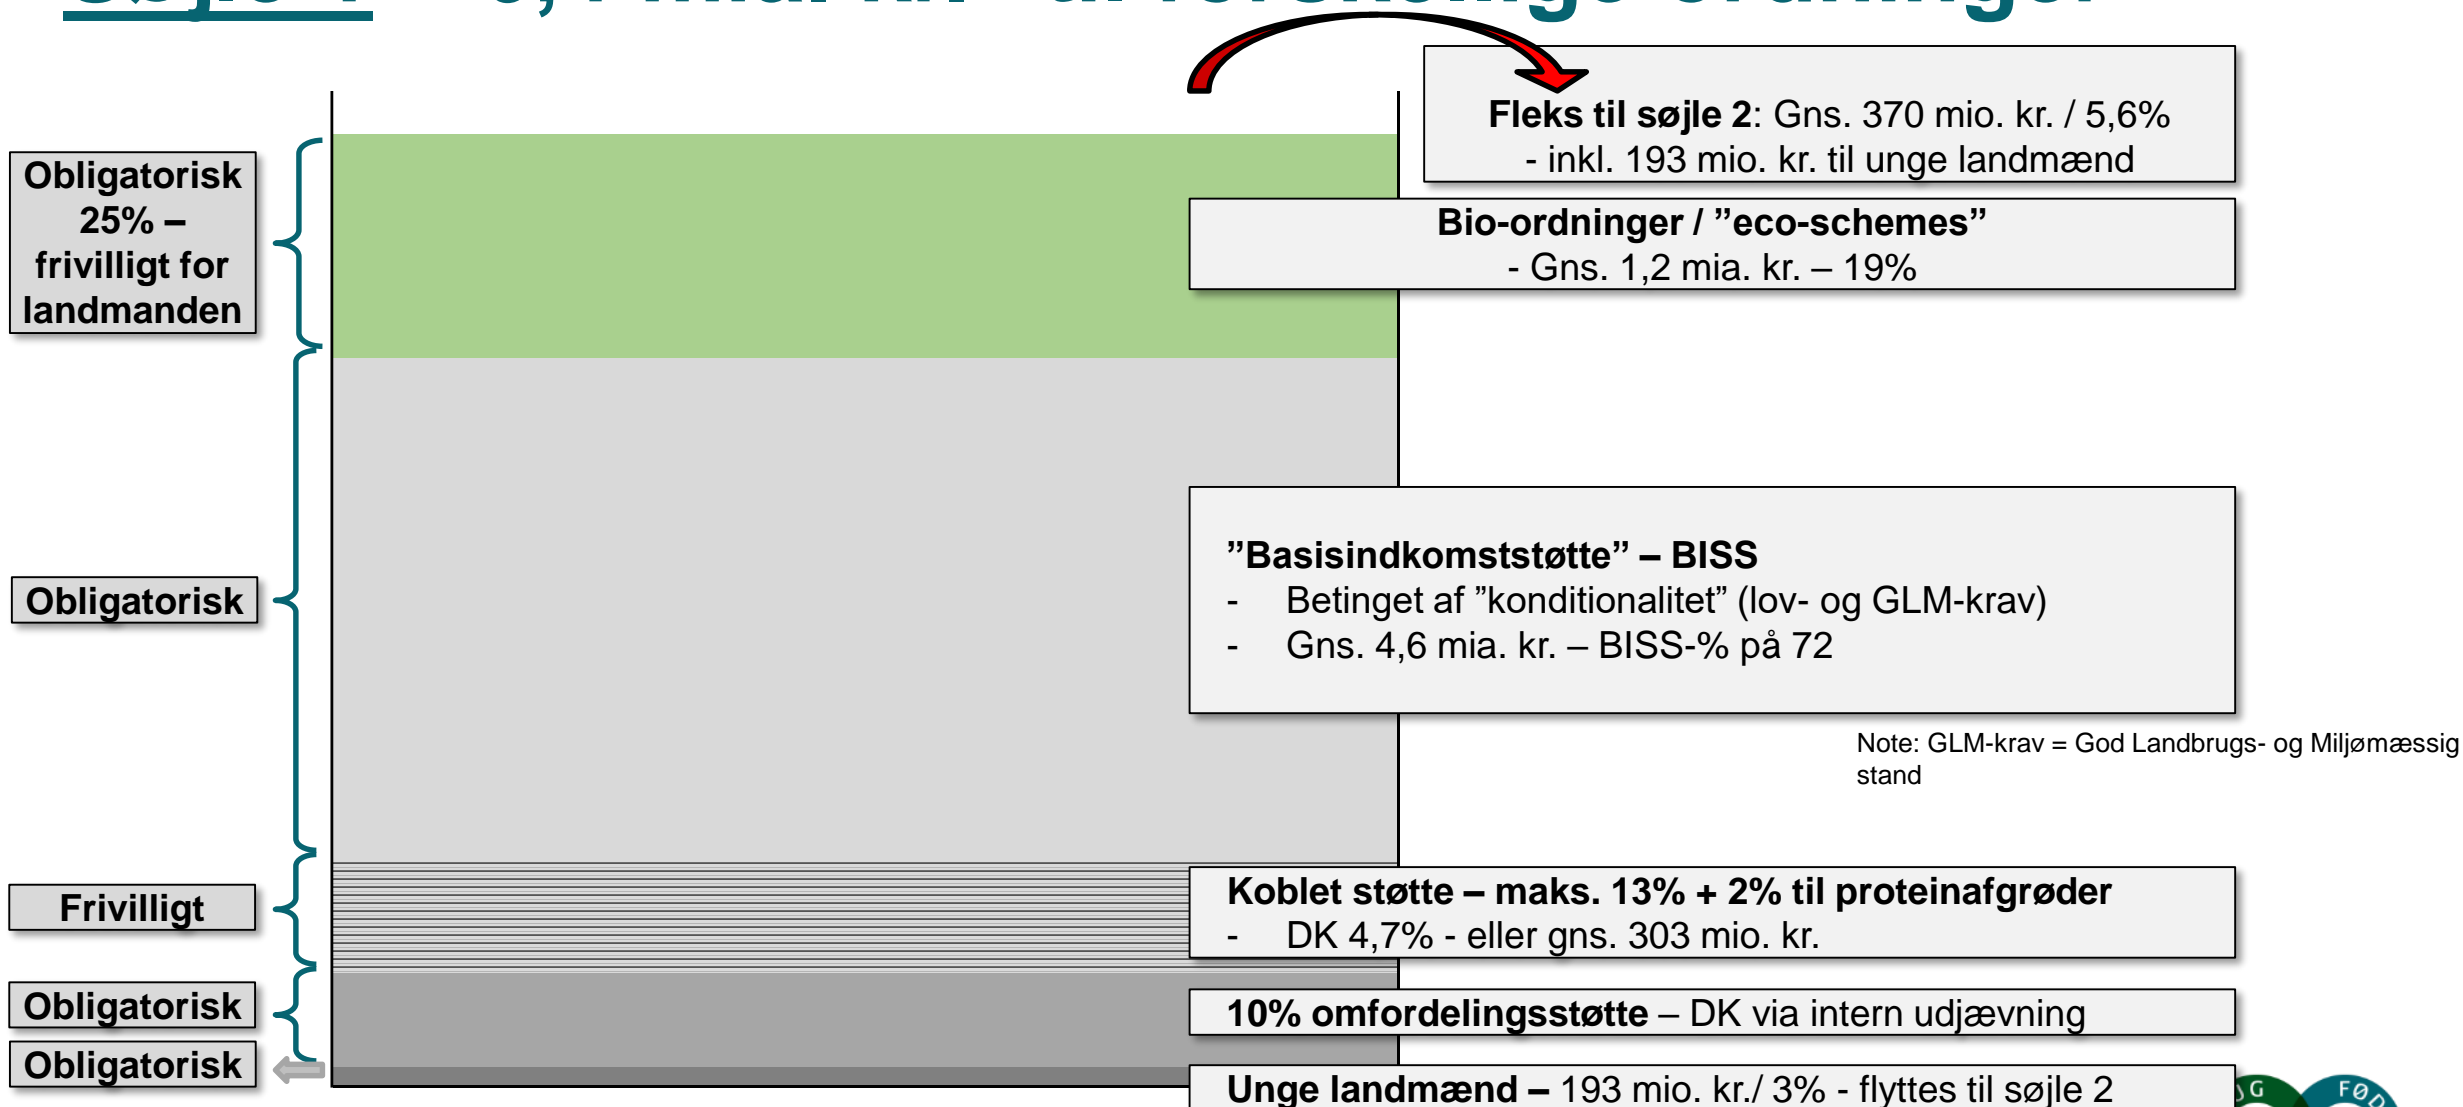 Obligatorisk
25% –
frivilligt for
landmanden
Obligatorisk
Frivilligt
Obligatorisk
Obligatorisk
Fleks til søjle 2: Gns. 370 mio. kr. / 5,6%
- inkl. 193 mio. kr. til unge landmænd
Bio-ordninger / ”eco-schemes”
- Gns. 1,2 mia. kr. – 19%
”Basisindkomststøtte” – BISS
- Betinget af ”konditionalitet” (lov- og GLM-krav)
- Gns. 4,6 mia. kr. – BISS-% på 72
Note: GLM-krav = God Landbrugs- og Miljømæssig
stand
Koblet støtte – maks. 13% + 2% til proteinafgrøder
- DK 4,7% - eller gns. 303 mio. kr.
10% omfordelingsstøtte – DK via intern udjævning
Unge landmænd – 193 mio. kr./ 3% - flyttes til søjle 2